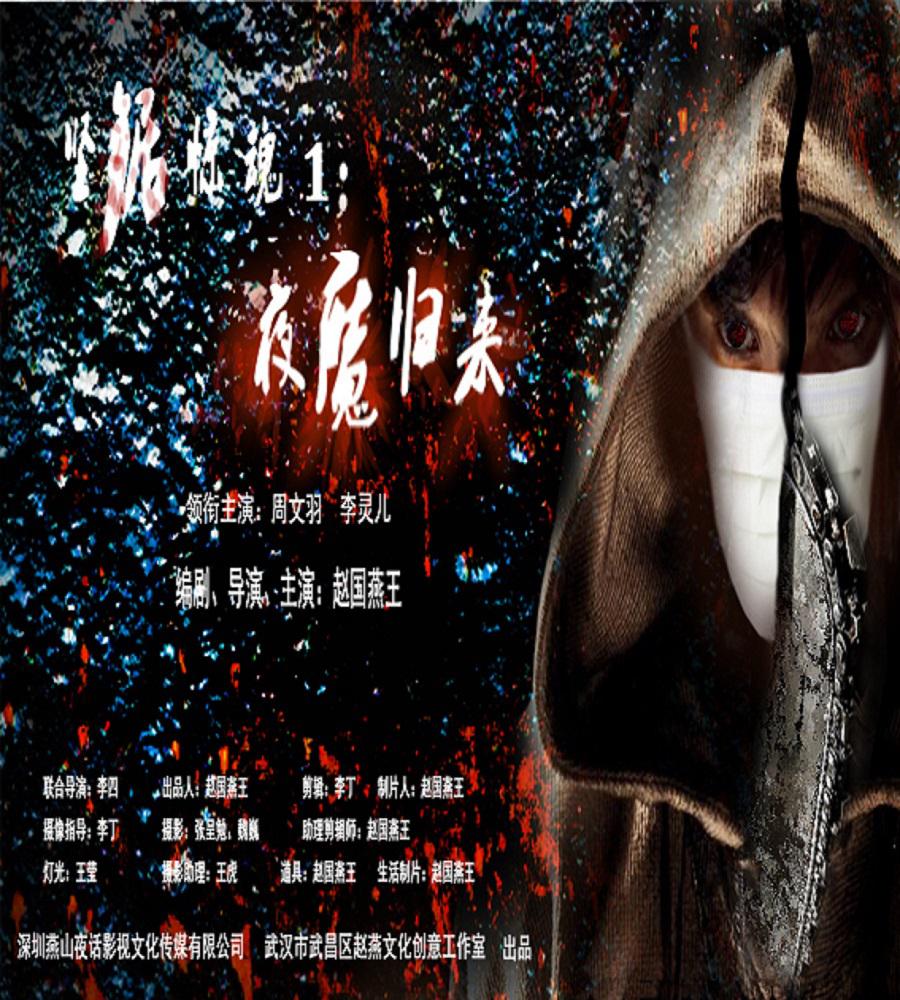 坚锯惊魂1:
夜魔归来
领衔主演: 周文羽 李灵儿
编剧、导演、主演: 赵国燕王
联合导演: 李四 出品人: 赵国燕王 剪辑: 李丁 制片人: 赵国燕王
摄像指导: 李丁 摄影: 张呈勉、魏巍 助理剪辑师: 赵国燕王
灯光: 王莹 摄影助理: 王虎 道具: 赵国燕王 生活制片: 赵国燕王
深圳燕山夜话影视文化传媒有限公司 武汉市武昌区赵燕文化创意工作室 出品